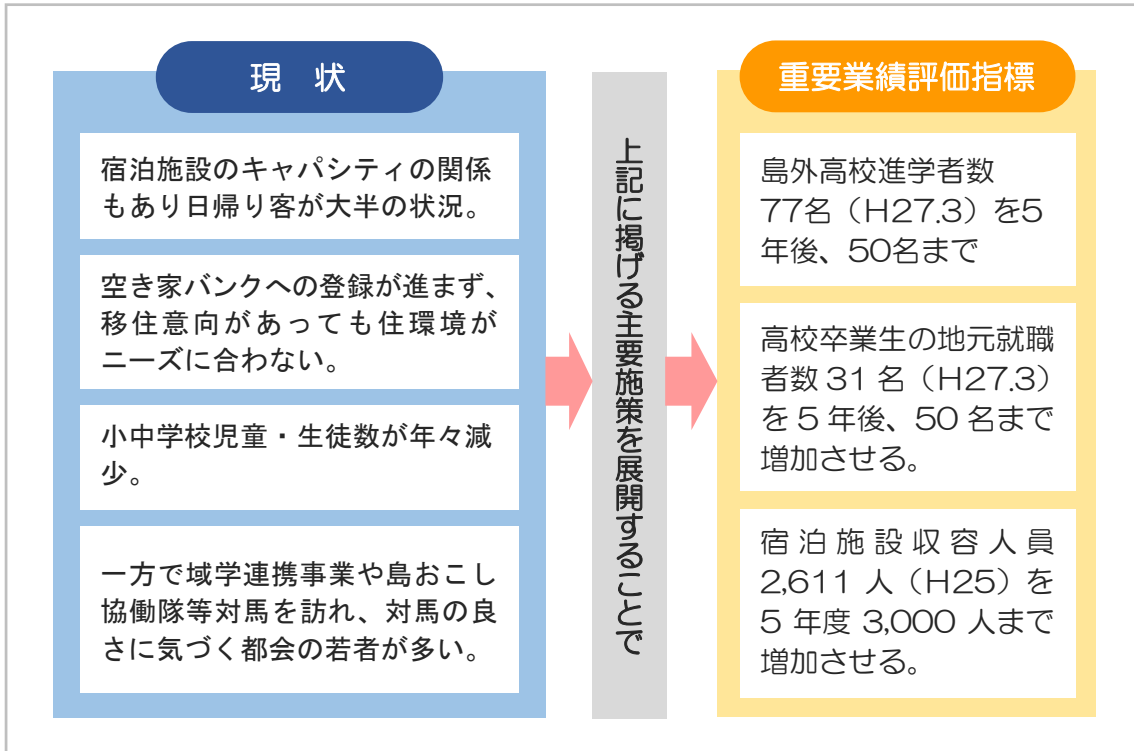 現　状
宿泊施設のキャパシティの関係
もあり日帰り客が大半の状況。
空き家バンクへの登録が進まず、
移住意向があっても住環境が
ニーズに合わない。
小中学校児童・生徒数が年々減
少。
一方で域学連携事業や島おこし
協働隊等対馬を訪れ、対馬の良
さに気づく都会の若者が多い。
上記に掲げる主要施策を展開することで
重要業績評価指標
島外高校進学者数
77名（H27.3）を5
年後、50名まで
高校卒業生の地元就職
者数 31 名（H27.3）
を 5 年後、50 名まで
増加させる。
宿泊施設収容人員
2,611 人（H25）を
5 年度 3,000 人まで
増加させる。